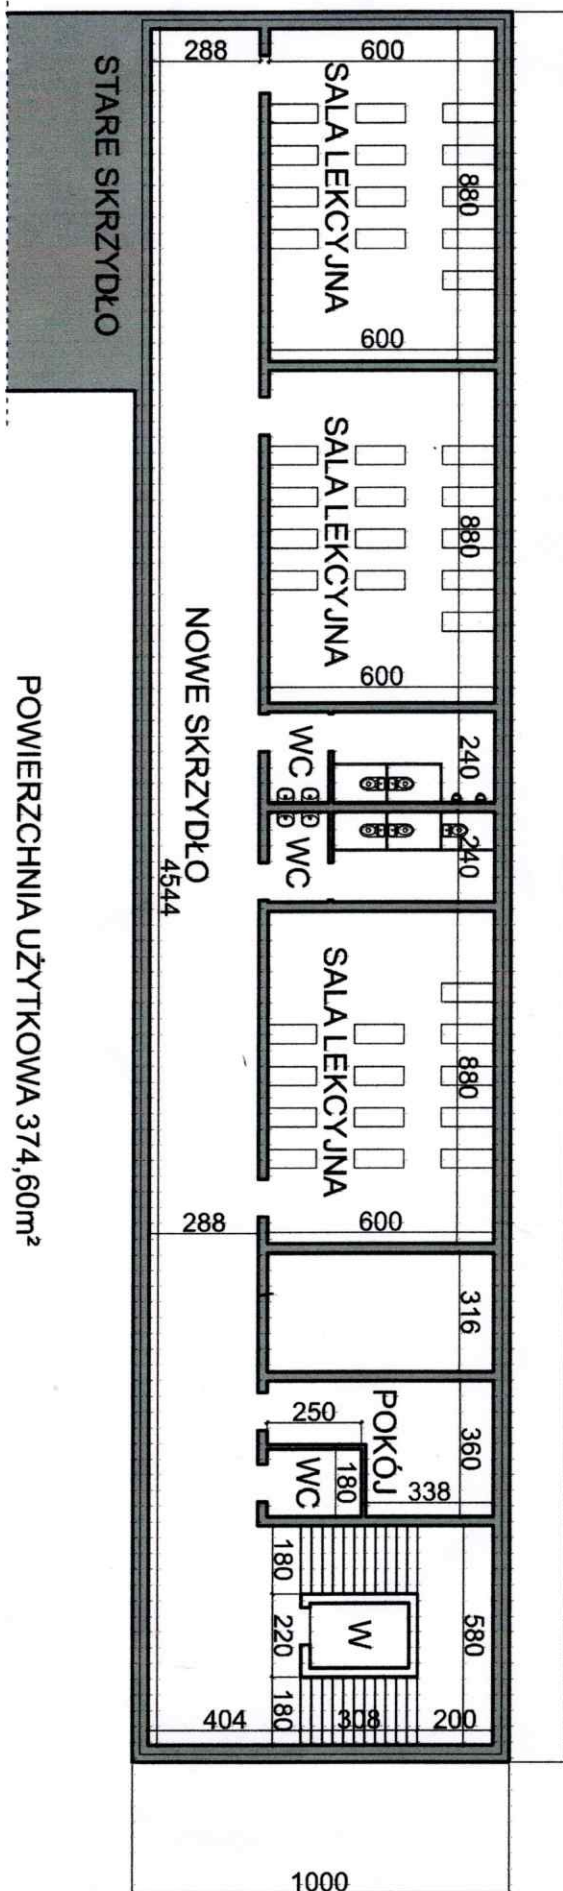 288
600
STARE SKRZYDŁO
SALA LEKCYJNA
880
600
SALA LEKCYJNA
880
600
NOWE SKRZYDŁO
WC
240
WC
240
4544
POWIERZCHNIA UŻYTKOWA 374,60m²
SALA LEKCYJNA
880
288
600
316
POKÓJ
250
360
WC
180
338
180
220
180
W
580
404
308
200
1000